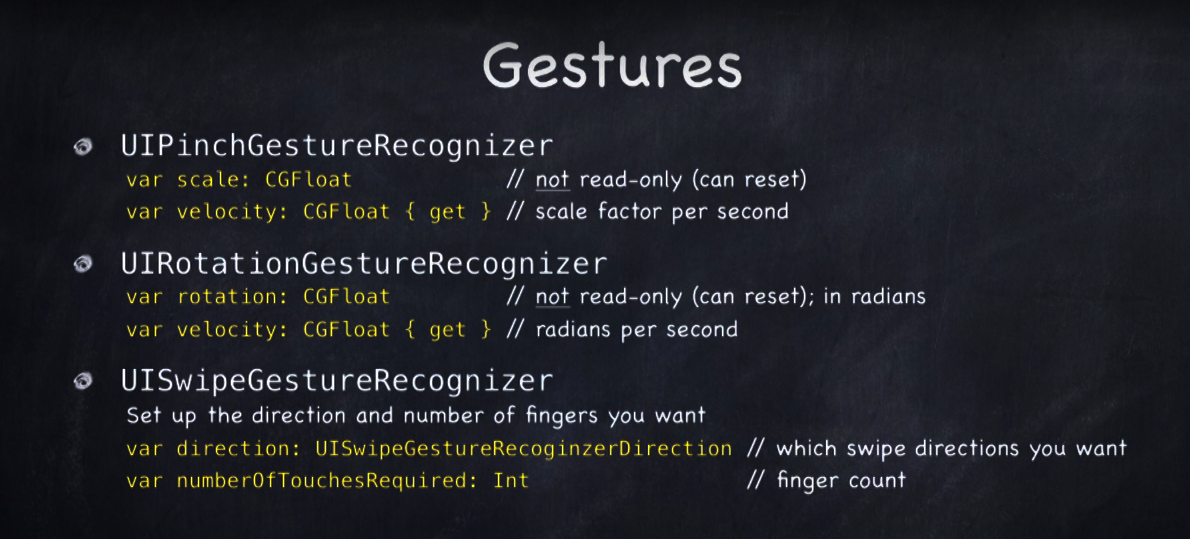 Gestures
UIPinchGestureRecognizer
var scale: CGFloat // not read-only (can reset)
var velocity: CGFloat { get } // scale factor per second
UIRotationGestureRecognizer
var rotation: CGFloat // not read-only (can reset); in radians
var velocity: CGFloat { get } // radians per second
UISwipeGestureRecognizer
Set up the direction and number of fingers you want
var direction: UISwipeGestureRecoginzerDirection // which swipe directions you want
var numberOfTouchesRequired: Int // finger count